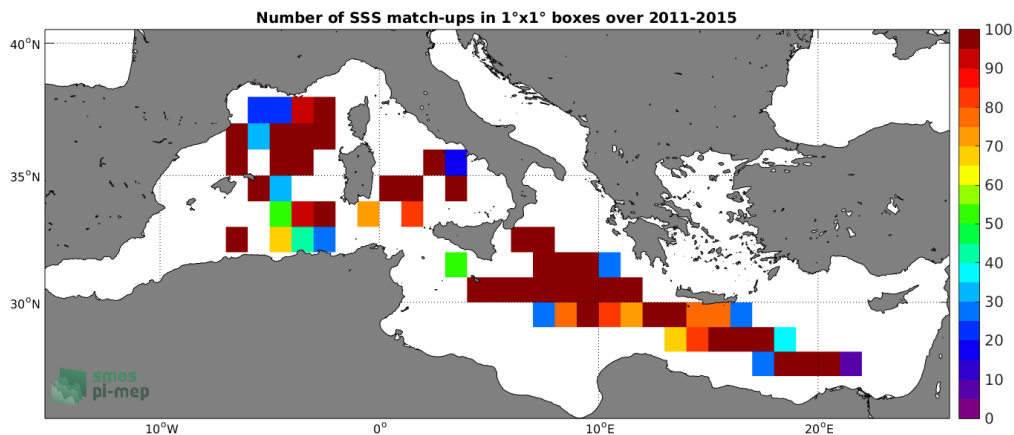 Number of SSS match-ups in 1°x1° boxes over 2011-2015
40°N
35°N
30°N
10°W
0°
10°E
20°E
100
90
80
70
60
50
40
30
20
10
0
smos
pi-mep